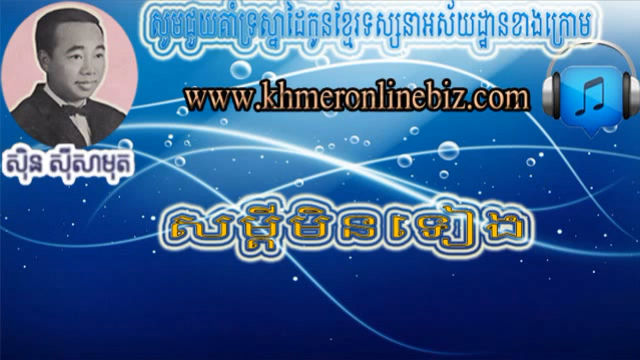 សូមជួយគាំទ្រស្នាដៃកូនខ្មែរទស្សនាអស័យដ្ឋានខាងក្រោម
www.khmeronlinebiz.com
ស៊ិន ស៊ីសាមុត
សម្តីមិនទៀង